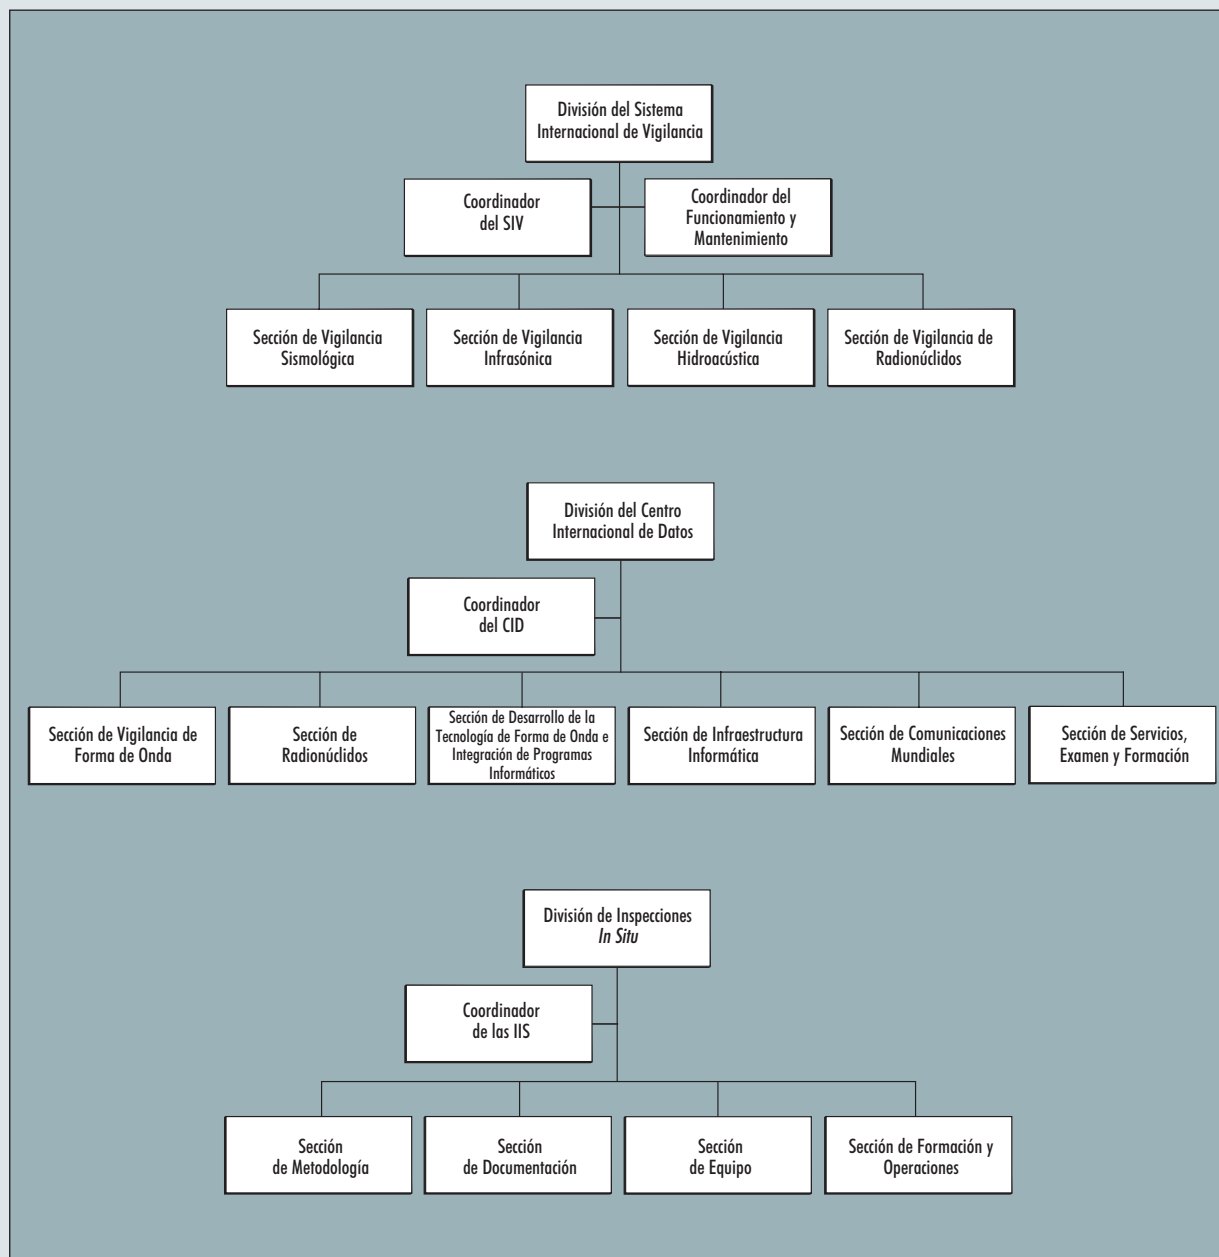 División del Sistema
Internacional de Vigilancia
Coordinador
del SIV
Coordinador del
Funcionamiento y
Mantenimiento
Sección de Vigilancia
Sismológica
Sección de Vigilancia
Infrasónica
Sección de Vigilancia
Hidroacústica
Sección de Vigilancia de
Radionúclidos
División del Centro
Internacional de Datos
Coordinador
del CID
Sección de Vigilancia de
Forma de Onda
Sección de
Radionúclidos
Sección de Desarrollo de la
Tecnología de Forma de Onda e
Integración de Programas
Informáticos
Sección de Infraestructura
Informática
Sección de Comunicaciones
Mundiales
Sección de Servicios,
Examen y Formación
División de Inspecciones
In Situ
Coordinador
de las IIS
Sección
de Metodología
Sección
de Documentación
Sección
de Equipo
Sección de Formación y
Operaciones